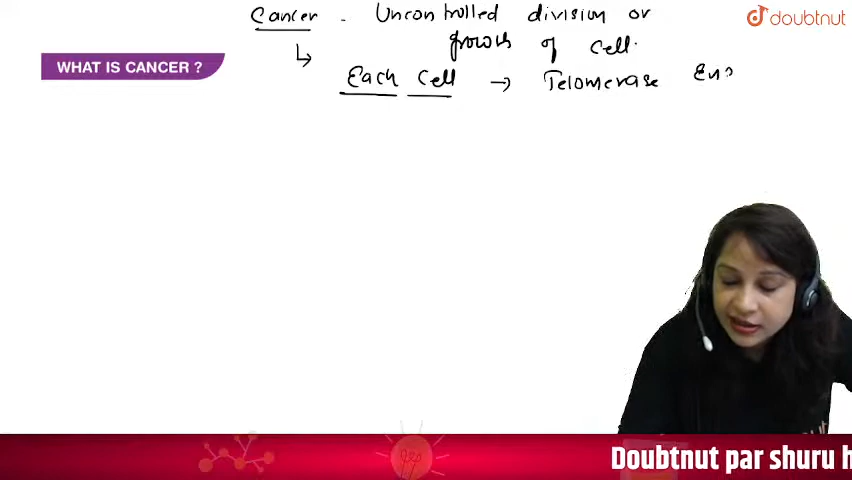 Cancer - Uncontrolled division or
growth of cell.
WHAT IS CANCER ?
Each Cell → Telomerase
doubtnut
Doubtnut par shuru h